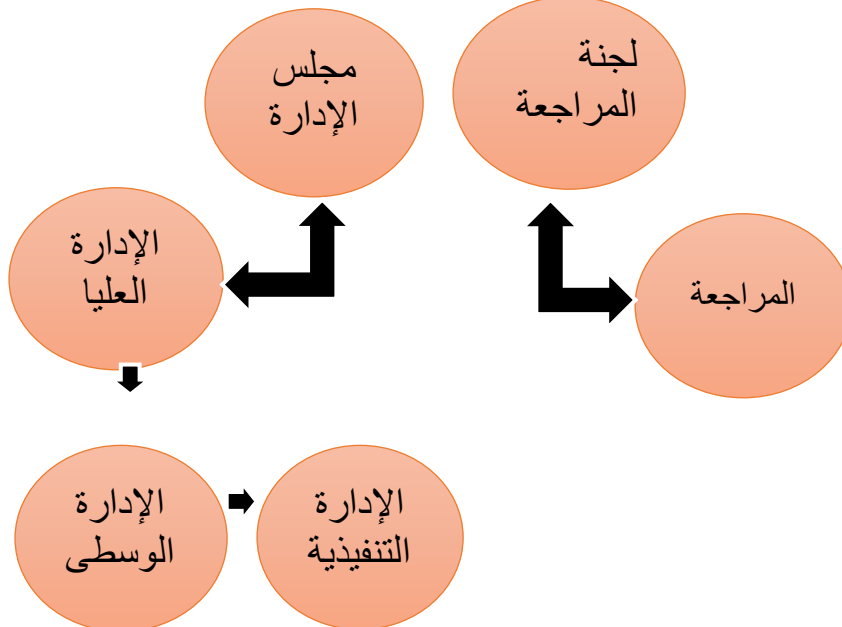 لجنة
المراجعة
مجلس
الإدارة
المراجعة
الإدارة
العليا
الإدارة
الوسطى
الإدارة
التنفيذية